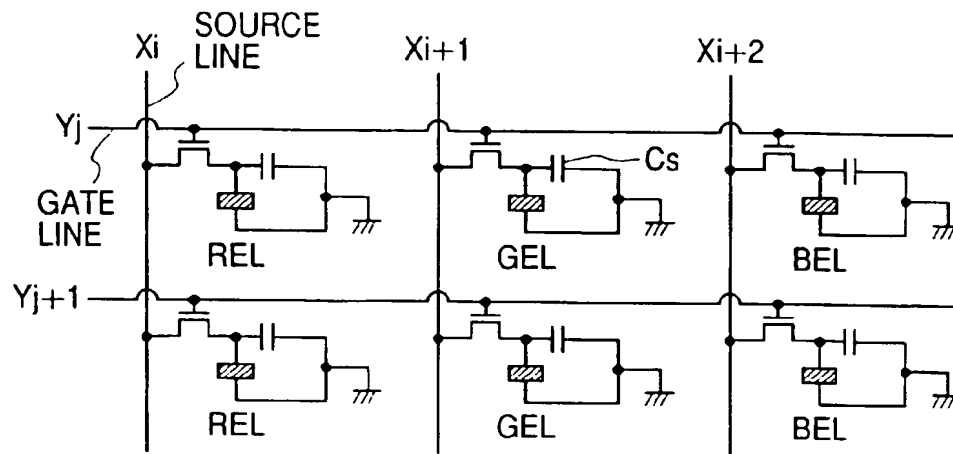 SOURCE
LINE
Xi
Xi+1
Xi+2
Yj
Cs
GATE
LINE
REL
GEL
BEL
Yj+1
REL
GEL
BEL